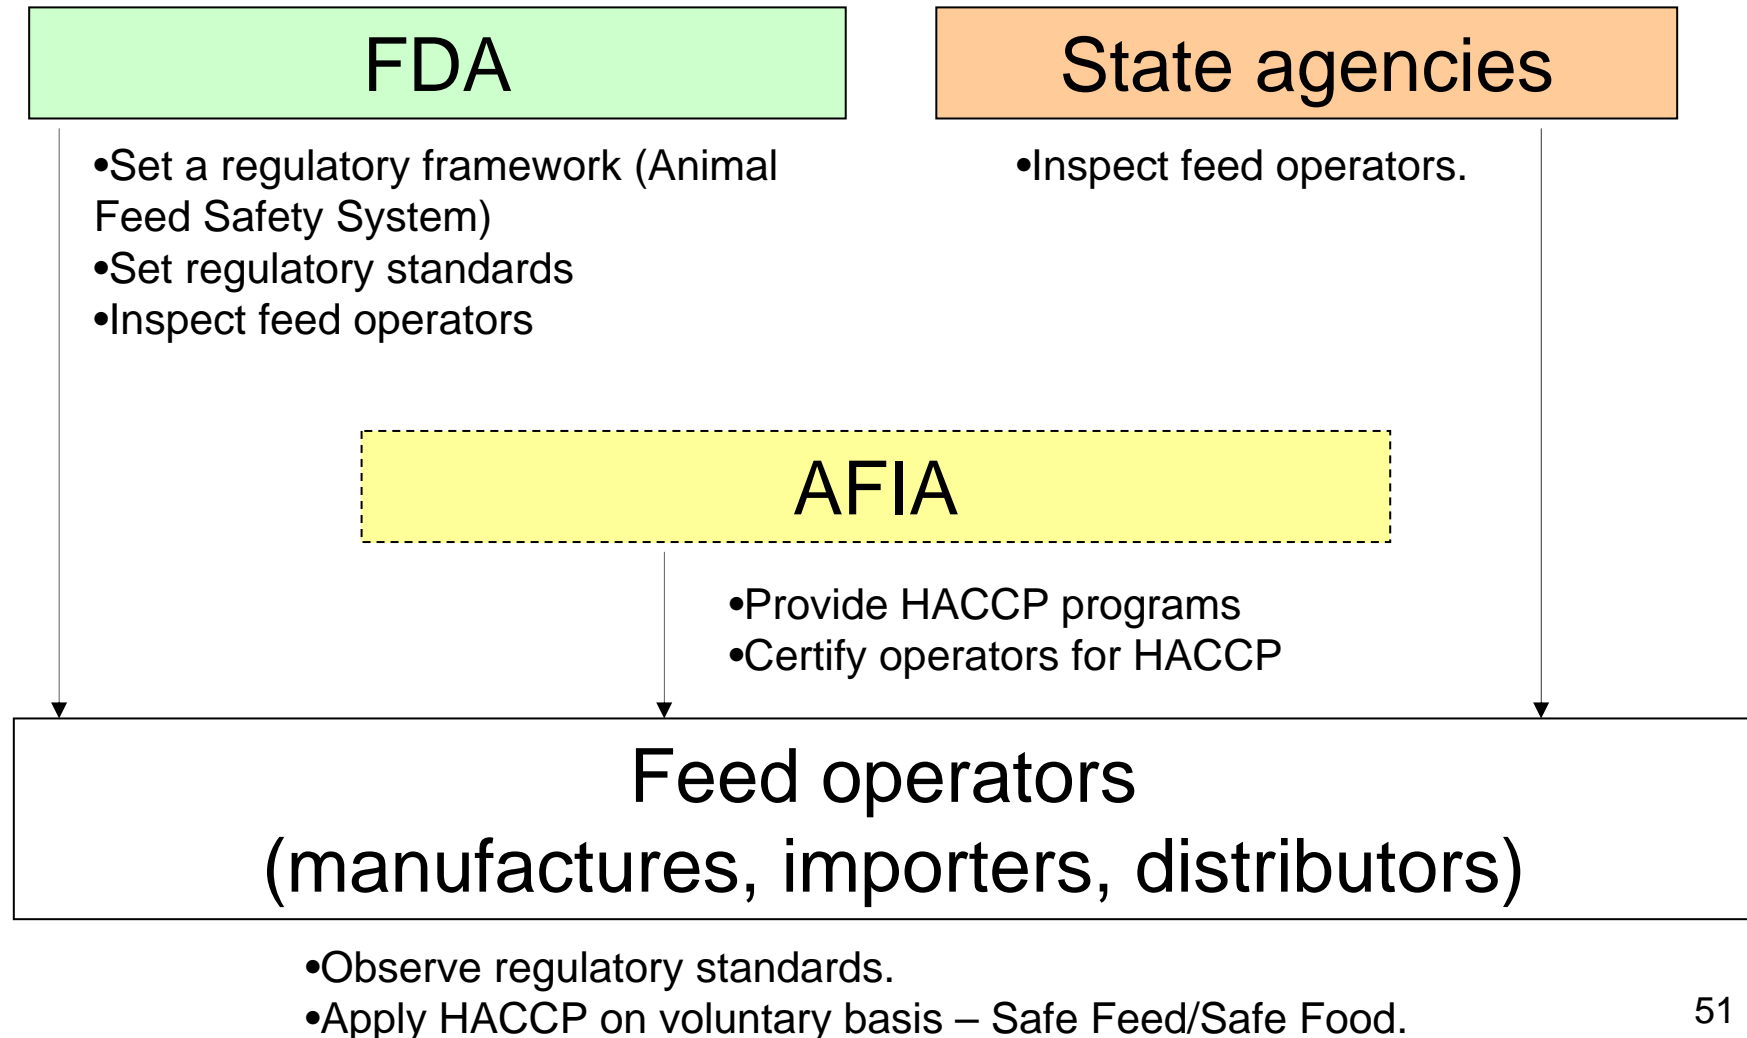 FDA
State agencies
•Set a regulatory framework (Animal
Feed Safety System)
•Set regulatory standards
•Inspect feed operators
•Inspect feed operators.
AFIA
•Provide HACCP programs
•Certify operators for HACCP
Feed operators
(manufactures, importers, distributors)
•Observe regulatory standards.
•Apply HACCP on voluntary basis – Safe Feed/Safe Food.
51